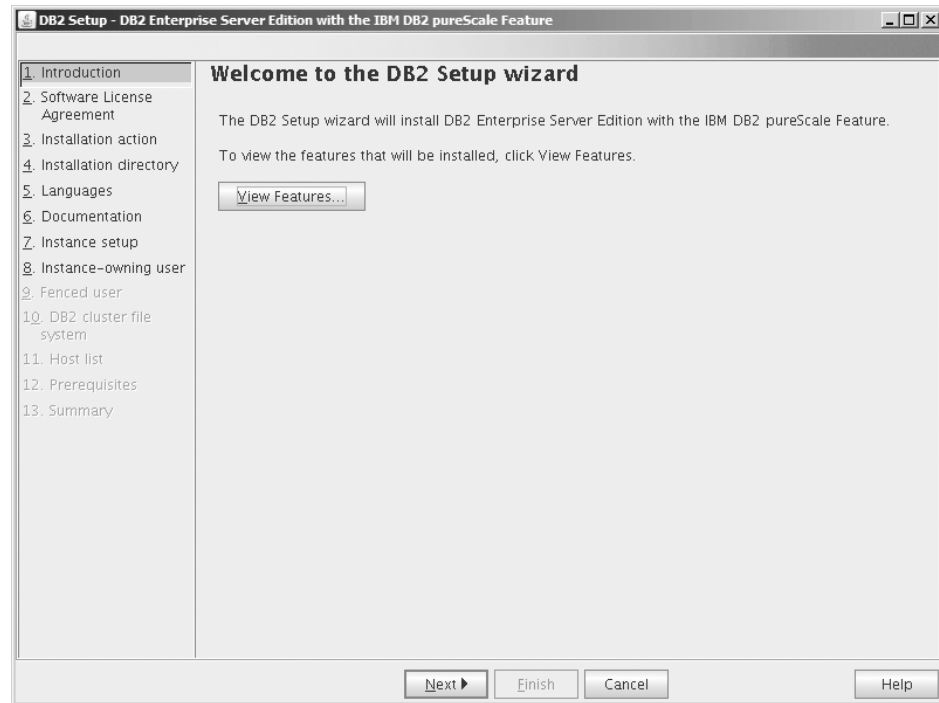 DB2 Setup - DB2 Enterprise Server Edition with the IBM DB2 pureScale Feature
1. Introduction
2. Software License
Agreement
3. Installation action
4. Installation directory
5. Languages
6. Documentation
7. Instance setup
8. Instance-owning user
9. Fenced user
10. DB2 cluster file
system
11. Host list
12. Prerequisites
13. Summary
Welcome to the DB2 Setup wizard
The DB2 Setup wizard will install DB2 Enterprise Server Edition with the IBM DB2 pureScale Feature.
To view the features that will be installed, click View Features.
View Features...
Next
Finish
Cancel
Help